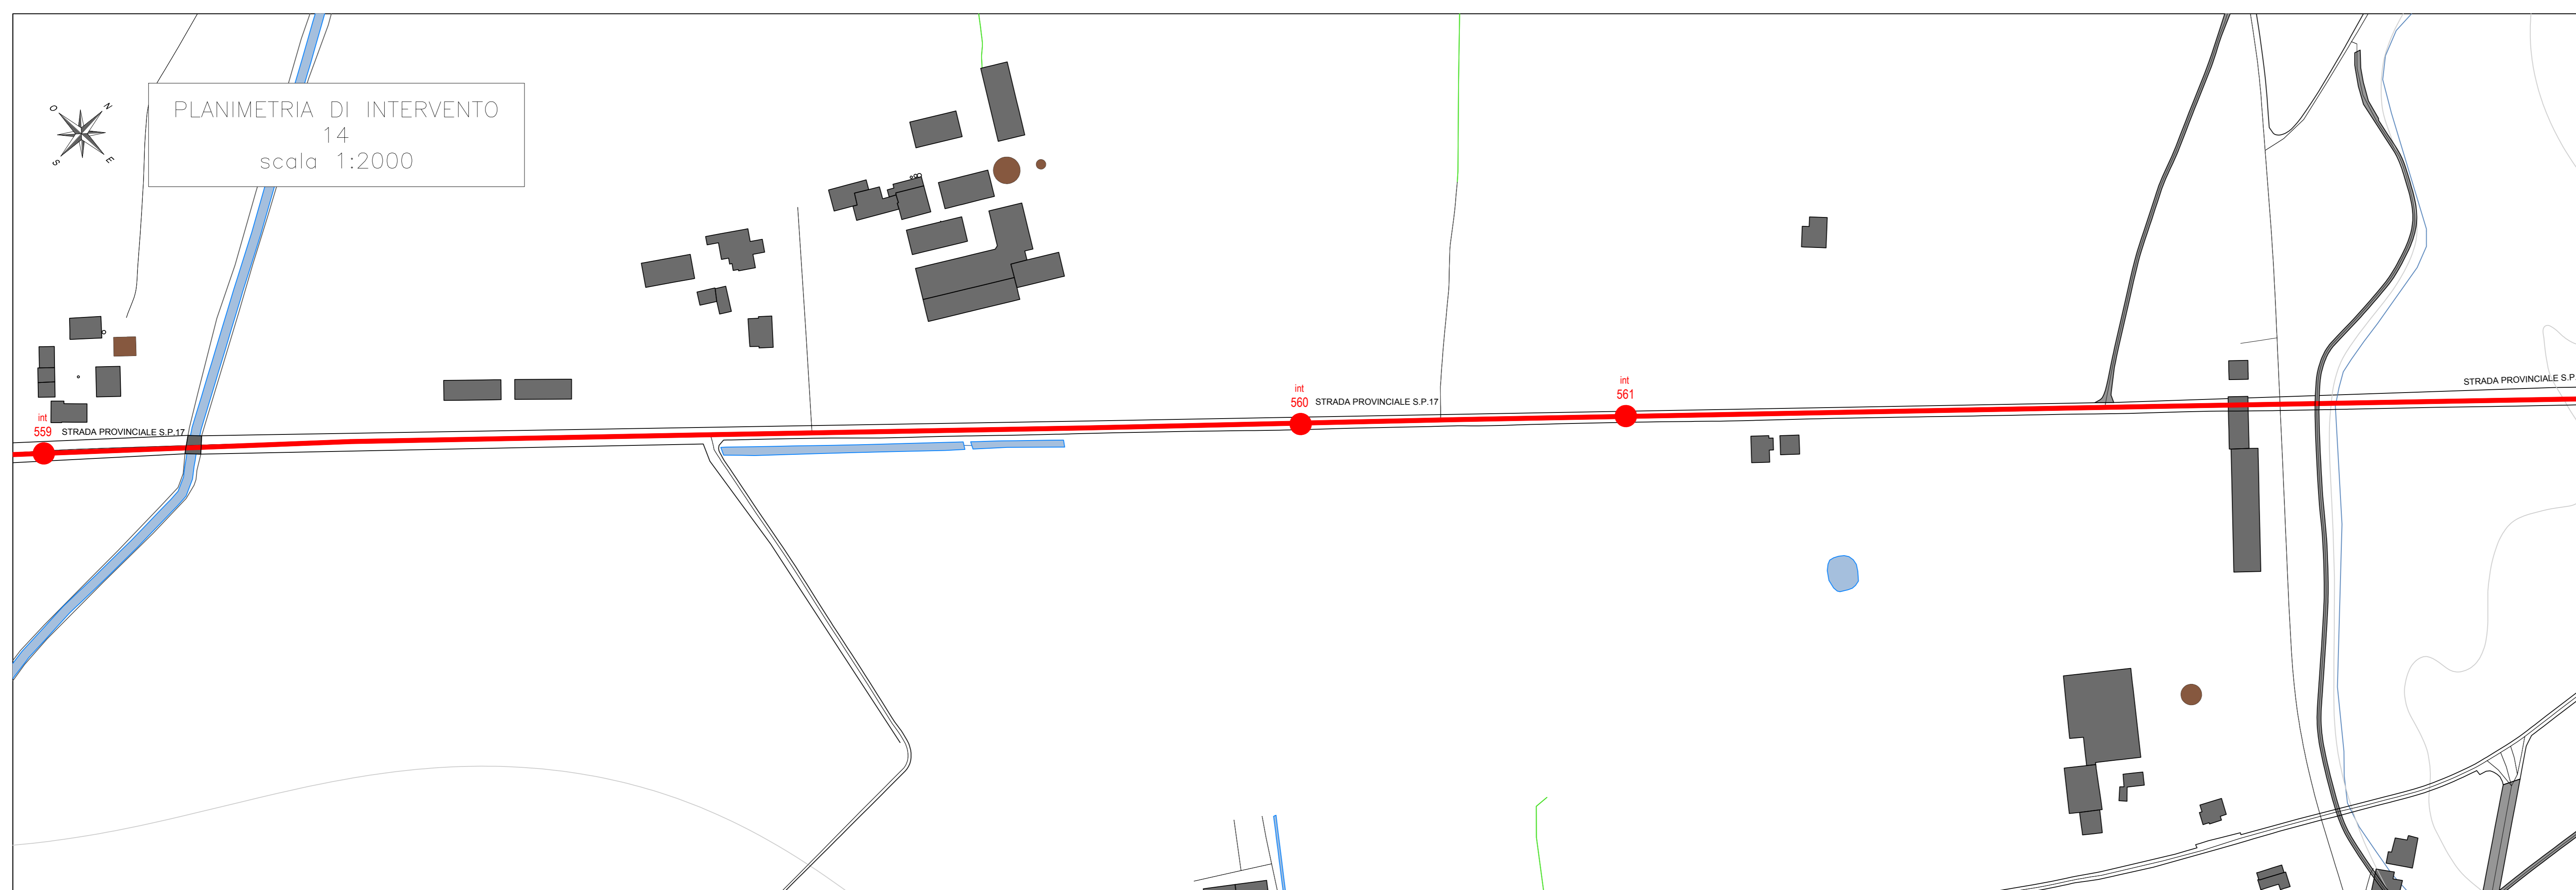 PLANIMETRIA DI INTERVENTO
14
scala 1:2000
O
N
S
E
int
559
STRADA PROVINCIALE S.P.17
int
560
STRADA PROVINCIALE S.P.17
int
561
STRADA PROVINCIALE S.P.